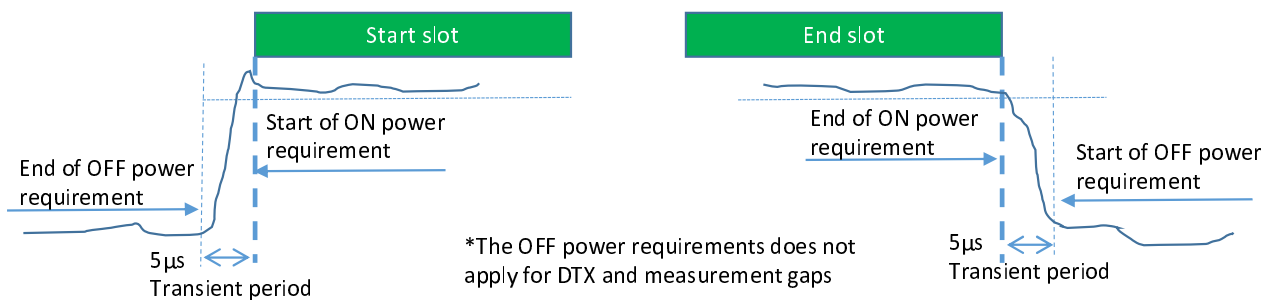 Start slot
End slot
Start of ON power
requirement
End of OFF power
requirement
5µs
Transient period
End of ON power
requirement
Start of OFF power
requirement
5µs
Transient period
*The OFF power requirements does not
apply for DTX and measurement gaps